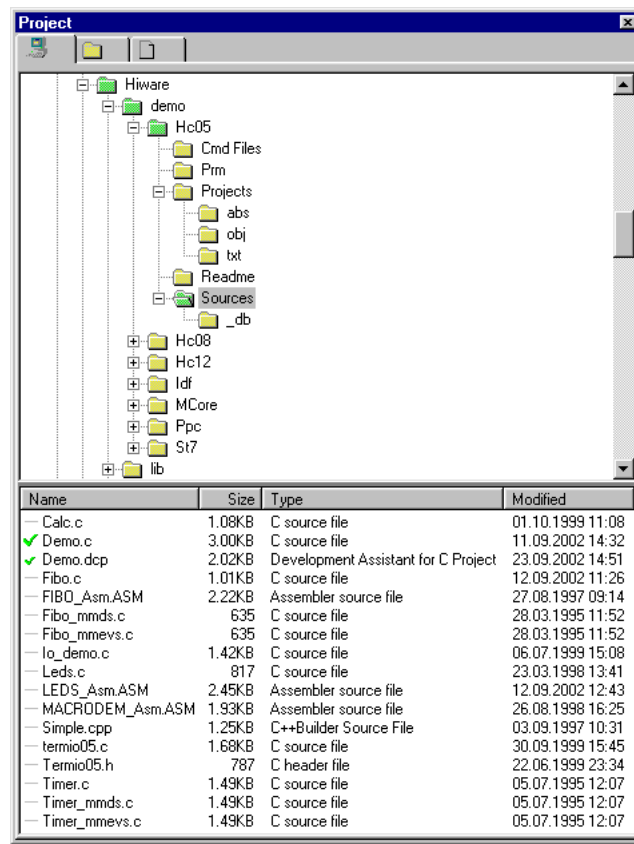 Project
Hiware
demo
Hc05
Cmd Files
Prm
Projects
abs
obj
txt
Readme
Sources
_db
Hc08
Hc12
Idf
MCore
Ppc
St7
lib
Name Size Type Modified
Calc.c 1.08KB C source file 01.10.1999 11:08
Demo.c 3.00KB C source file 11.09.2002 14:32
Demo.dcp 2.02KB Development Assistant for C Project 23.09.2002 14:51
Fibo.c 1.01KB C source file 12.09.2002 11:26
FIBO_Asm.ASM 2.22KB Assembler source file 27.08.1997 09:14
Fibo_mmds.c 635 C source file 28.03.1995 11:52
Fibo_mmevs.c 635 C source file 28.03.1995 11:52
Io_demo.c 1.42KB C source file 06.07.1999 15:08
Leds.c 817 C source file 23.03.1998 13:41
LEDS_Asm.ASM 2.45KB Assembler source file 12.09.2002 12:43
MACRODEM_Asm.ASM 1.93KB Assembler source file 26.08.1998 16:25
Simple.cpp 1.25KB C++Builder Source File 03.09.1997 10:31
termio05.c 1.68KB C source file 30.09.1999 15:45
Termio05.h 787 C header file 22.06.1999 23:34
Timer.c 1.49KB C source file 05.07.1995 12:07
Timer_mmds.c 1.49KB C source file 05.07.1995 12:07
Timer_mmevs.c 1.49KB C source file 05.07.1995 12:07